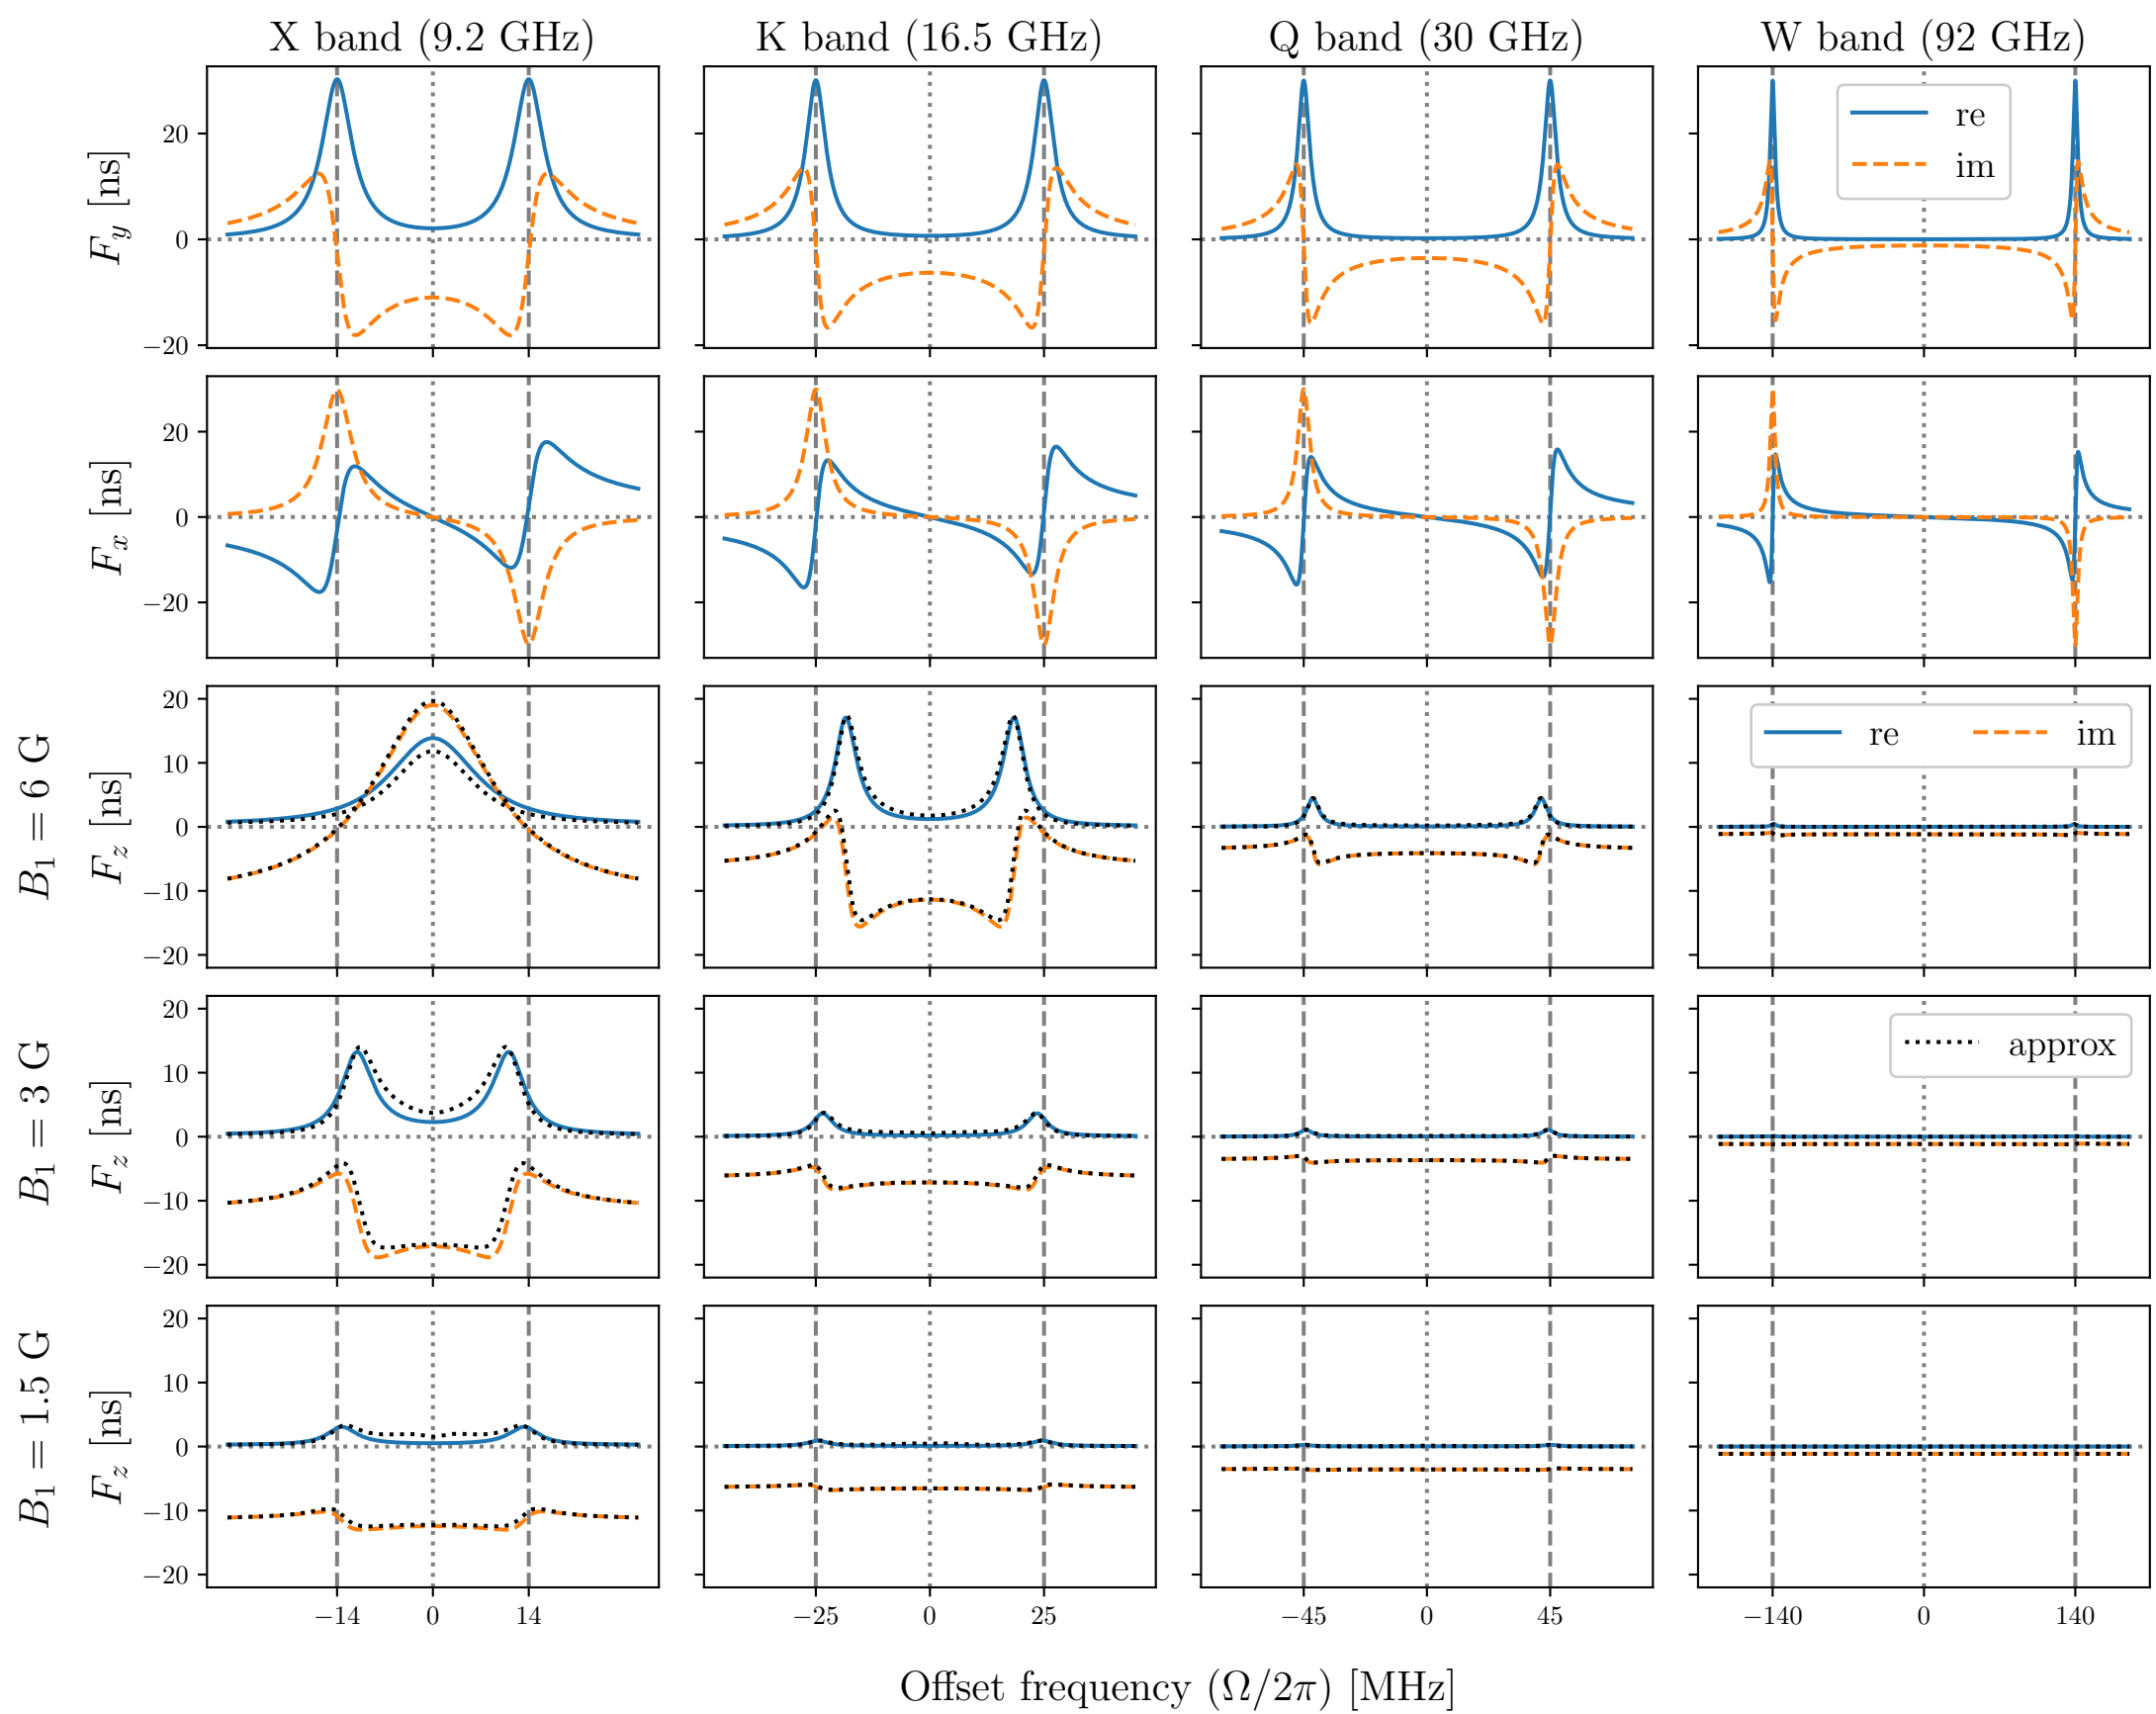 X band (9.2 GHz) K band (16.5 GHz) Q band (30 GHz) W band (92 GHz)
F_y [ns]
20
0
−20
re
im
F_x [ns]
20
0
−20
B_1 = 6 G
F_z [ns]
20
10
0
−10
−20
re im
B_1 = 3 G
F_z [ns]
20
10
0
−10
−20
approx
B_1 = 1.5 G
F_z [ns]
20
10
0
−10
−20
−14 0 14 −25 0 25 −45 0 45 −140 0 140
Offset frequency (Ω/2π) [MHz]